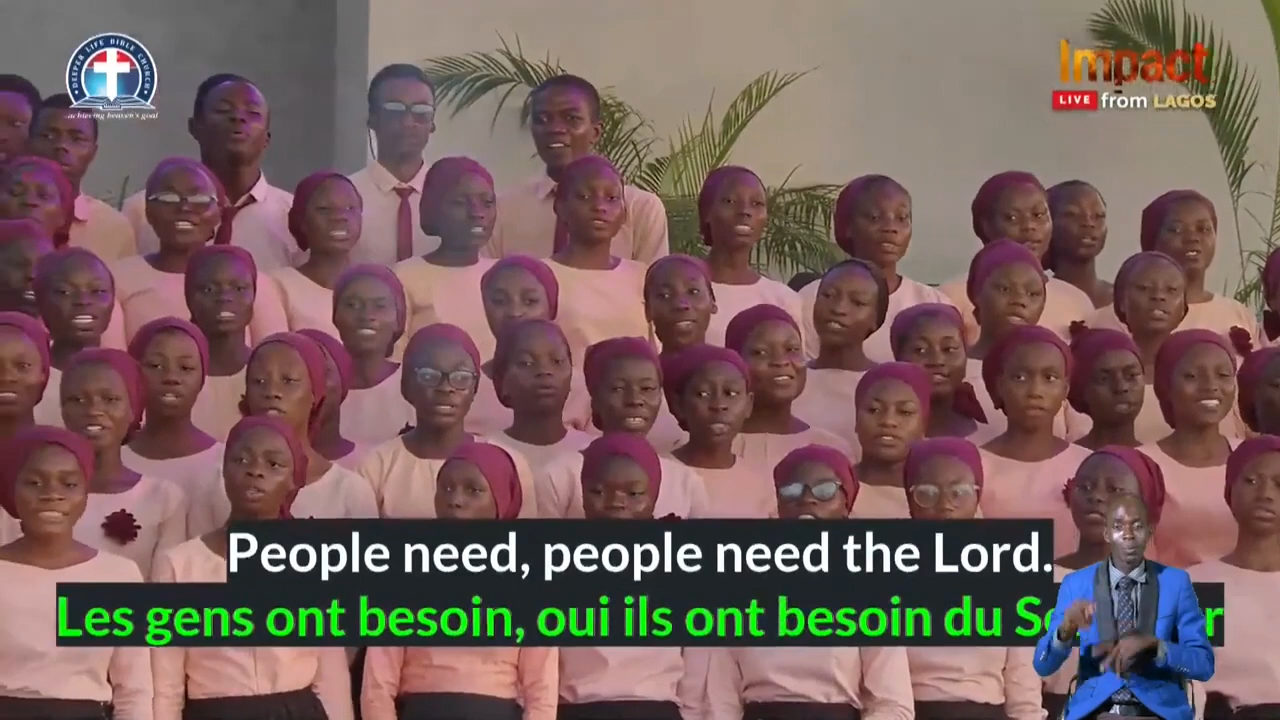 DEEPER LIFE BIBLE CHURCH
...achieving heaven's goal
Impact
LIVE from LAGOS
People need, people need the Lord.
Les gens ont besoin, oui ils ont besoin du